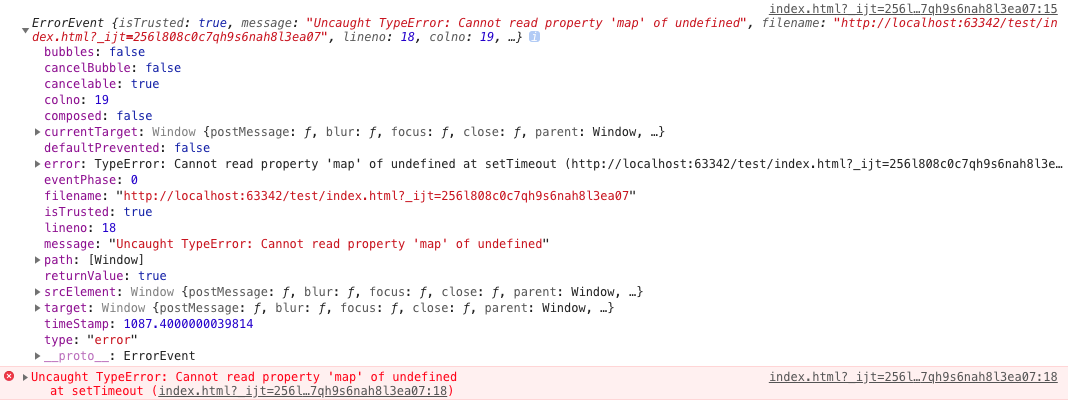 index.html?_ijt=256l…7qh9s6nah8l3ea07:15
ErrorEvent {isTrusted: true, message: "Uncaught TypeError: Cannot read property 'map' of undefined", filename: "http://localhost:63342/test/in
dex.html?_ijt=256l808c0c7qh9s6nah8l3ea07", lineno: 18, colno: 19, …} i
bubbles: false
cancelBubble: false
cancelable: true
colno: 19
composed: false
currentTarget: Window {postMessage: ƒ, blur: ƒ, focus: ƒ, close: ƒ, parent: Window, …}
defaultPrevented: false
error: TypeError: Cannot read property 'map' of undefined at setTimeout (http://localhost:63342/test/index.html?_ijt=256l808c0c7qh9s6nah8l3e…
eventPhase: 0
filename: "http://localhost:63342/test/index.html?_ijt=256l808c0c7qh9s6nah8l3ea07"
isTrusted: true
lineno: 18
message: "Uncaught TypeError: Cannot read property 'map' of undefined"
path: [Window]
returnValue: true
srcElement: Window {postMessage: ƒ, blur: ƒ, focus: ƒ, close: ƒ, parent: Window, …}
target: Window {postMessage: ƒ, blur: ƒ, focus: ƒ, close: ƒ, parent: Window, …}
timeStamp: 1087.4000000039814
type: "error"
__proto__: ErrorEvent
Uncaught TypeError: Cannot read property 'map' of undefined index.html?_ijt=256l…7qh9s6nah8l3ea07:18
at setTimeout (index.html?_ijt=256l…7qh9s6nah8l3ea07:18)